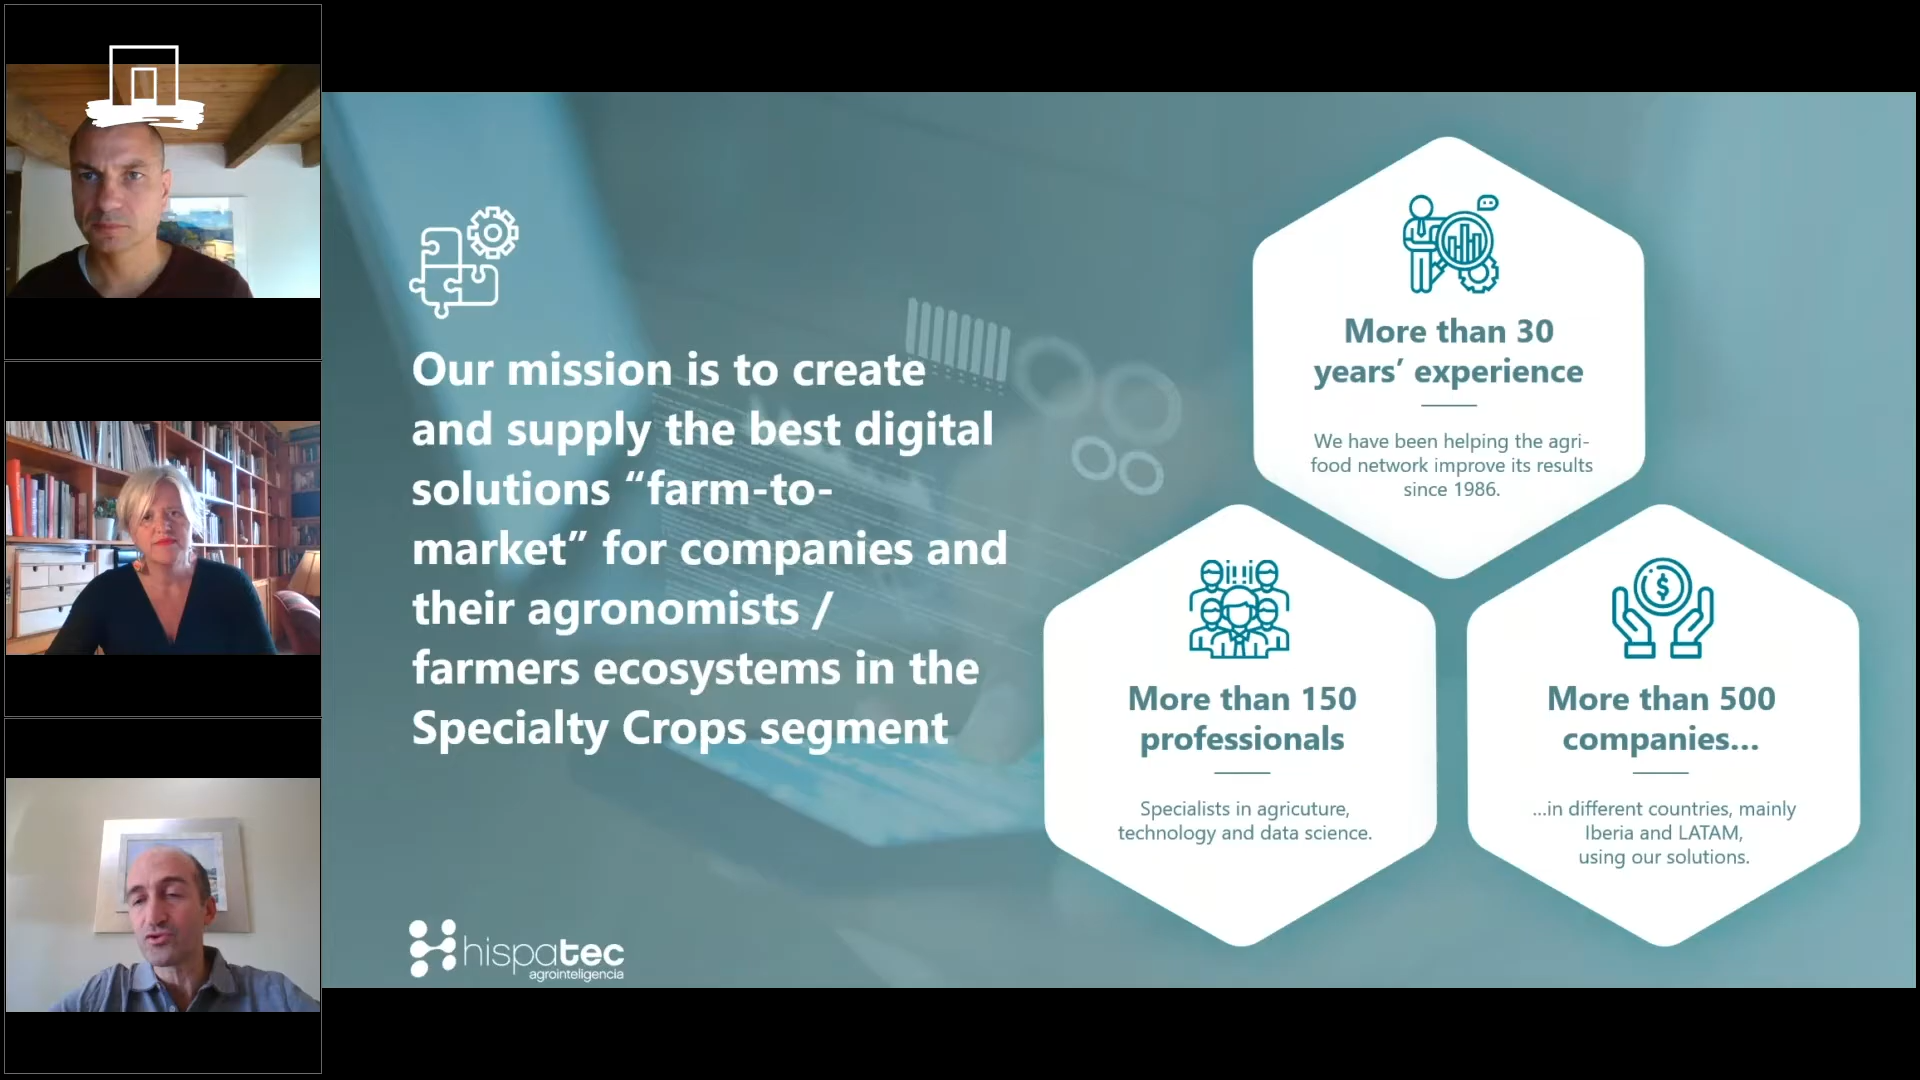 Our mission is to create
and supply the best digital
solutions “farm-to-
market” for companies and
their agronomists /
farmers ecosystems in the
Specialty Crops segment
hispatec
agrointeligencia
More than 30
years’ experience
We have been helping the agri-
food network improve its results
since 1986.
More than 150
professionals
Specialists in agricuture,
technology and data science.
More than 500
companies...
...in different countries, mainly
Iberia and LATAM,
using our solutions.